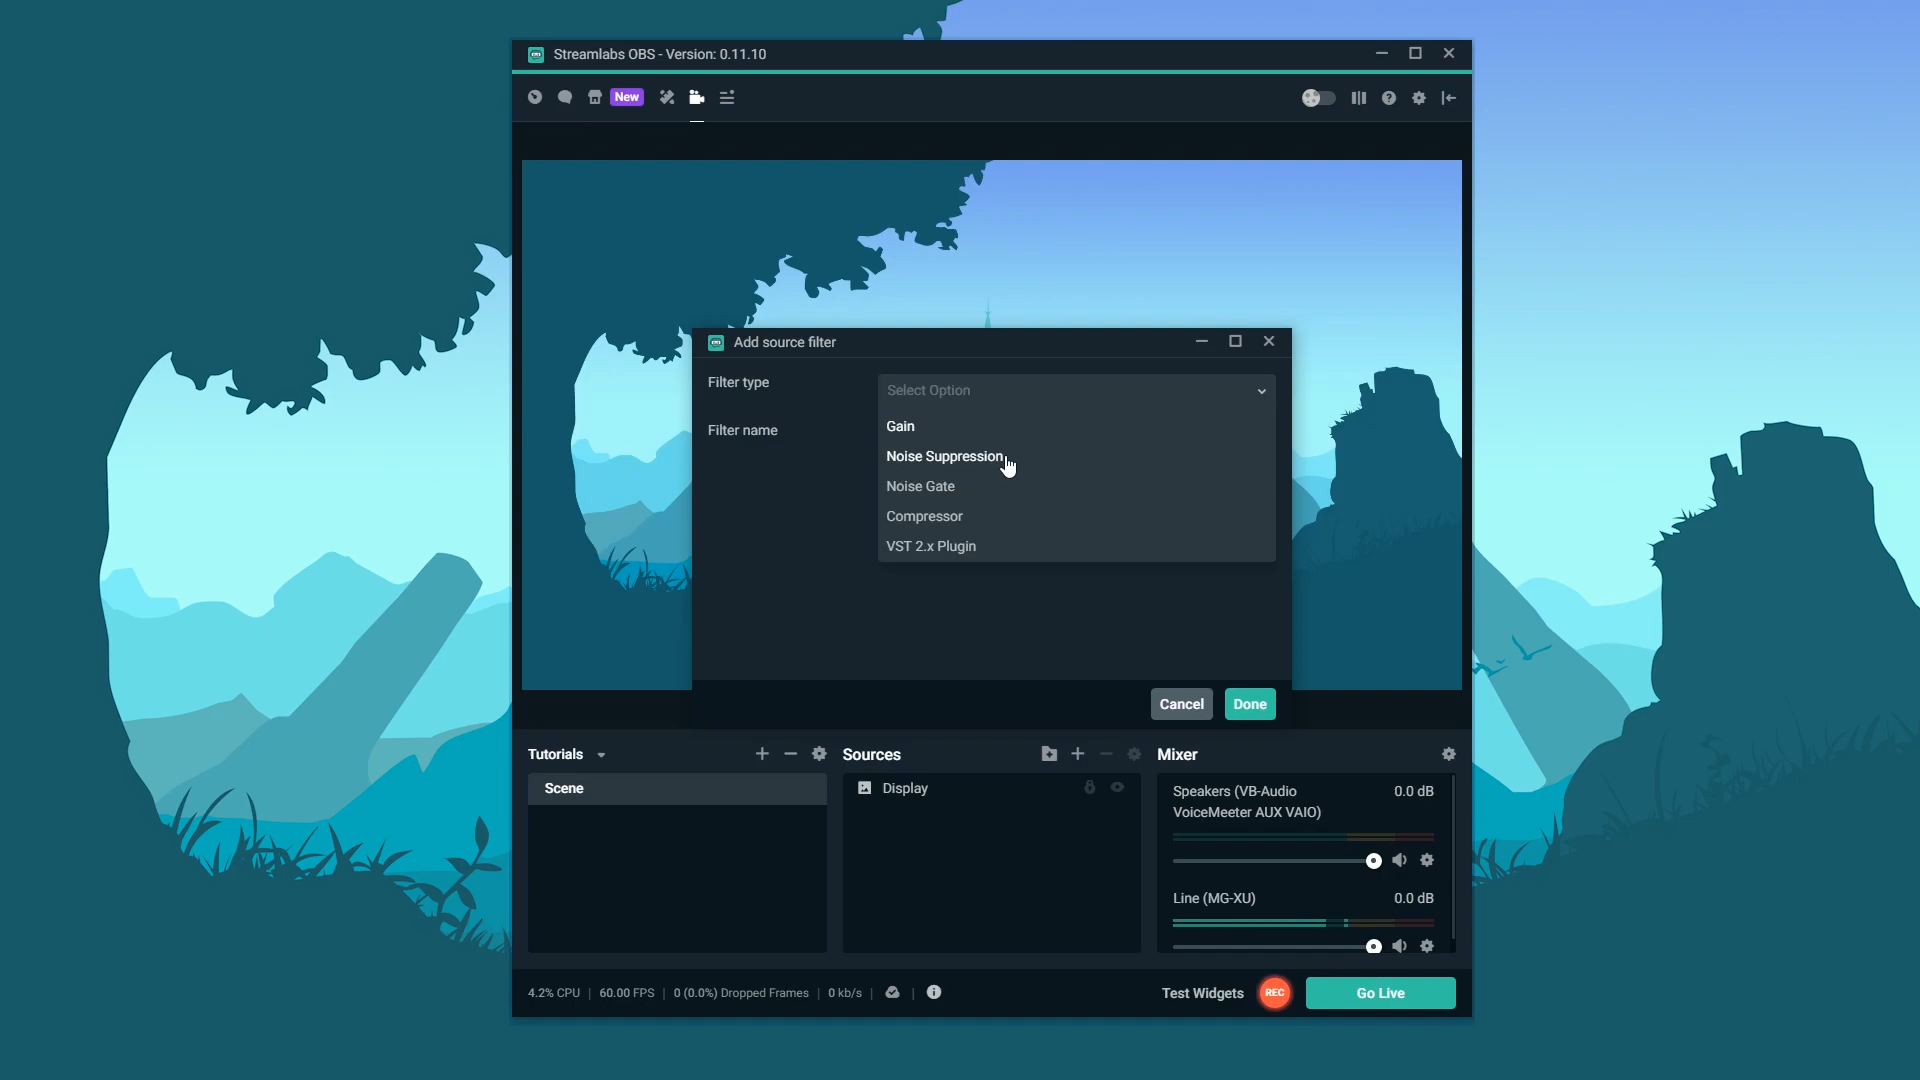 Streamlabs OBS - Version: 0.11.10
New
Add source filter
Filter type
Select Option
Filter name
Gain
Noise Suppression
Noise Gate
Compressor
VST 2.x Plugin
Cancel
Done
Tutorials
Sources
Mixer
Scene
Display
Speakers (VB-Audio
VoiceMeeter AUX VAIO)
0.0 dB
Line (MG-XU)
0.0 dB
4.2% CPU | 60.00 FPS | 0 (0.0%) Dropped Frames | 0 kb/s |
Test Widgets
REC
Go Live